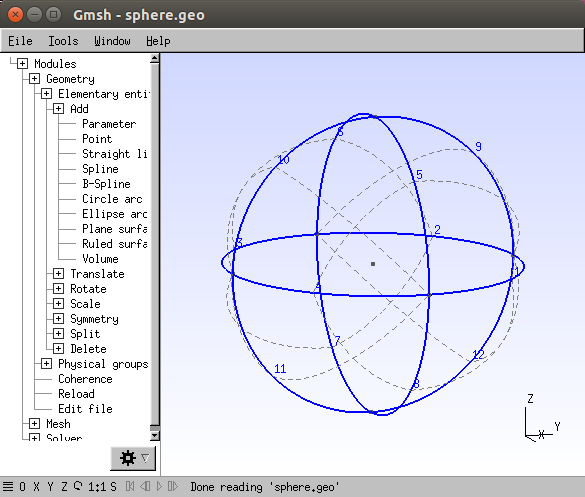 Gmsh - sphere.geo
File Tools Window Help
Modules
Geometry
Elementary enti
Add
Parameter
Point
Straight li
Spline
B-Spline
Circle arc
Ellipse arc
Plane surfa
Ruled surfa
Volume
Translate
Rotate
Scale
Symmetry
Split
Delete
Physical groups
Coherence
Reload
Edit file
Mesh
Solver
6
9
10
5
2
3
1
4
7
12
11
8
Z
Y
X
O X Y Z 1:1 S Done reading 'sphere.geo'